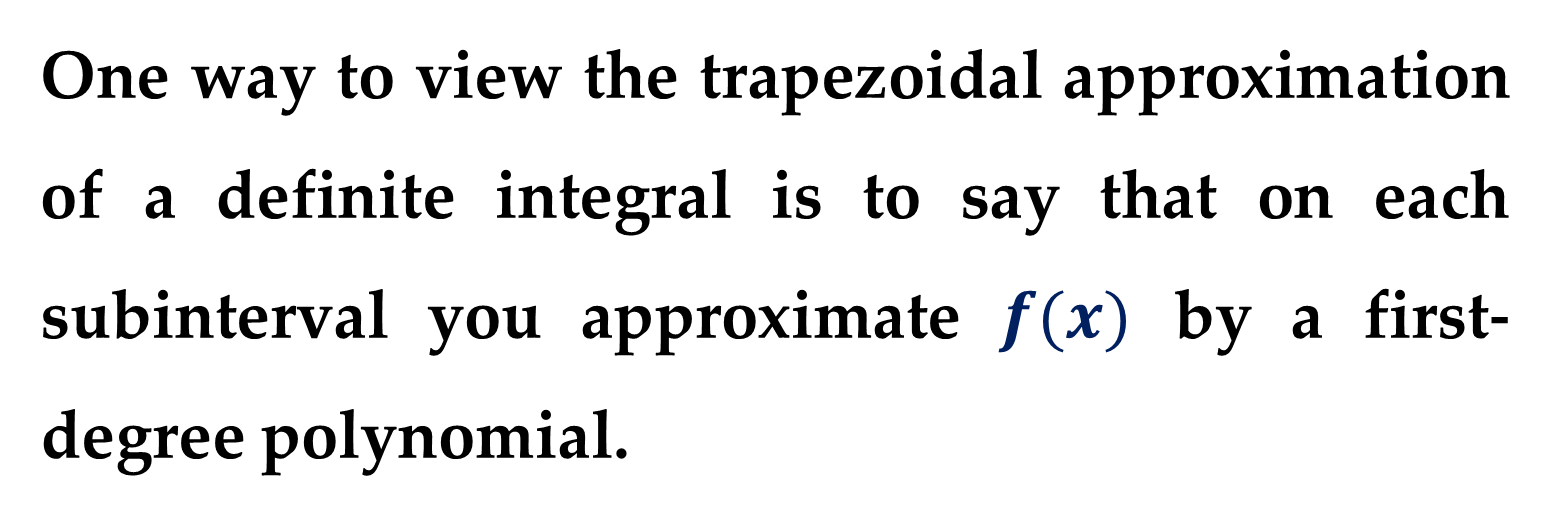 One way to view the trapezoidal approximation
of a definite integral is to say that on each
subinterval you approximate f(x) by a first-
degree polynomial.